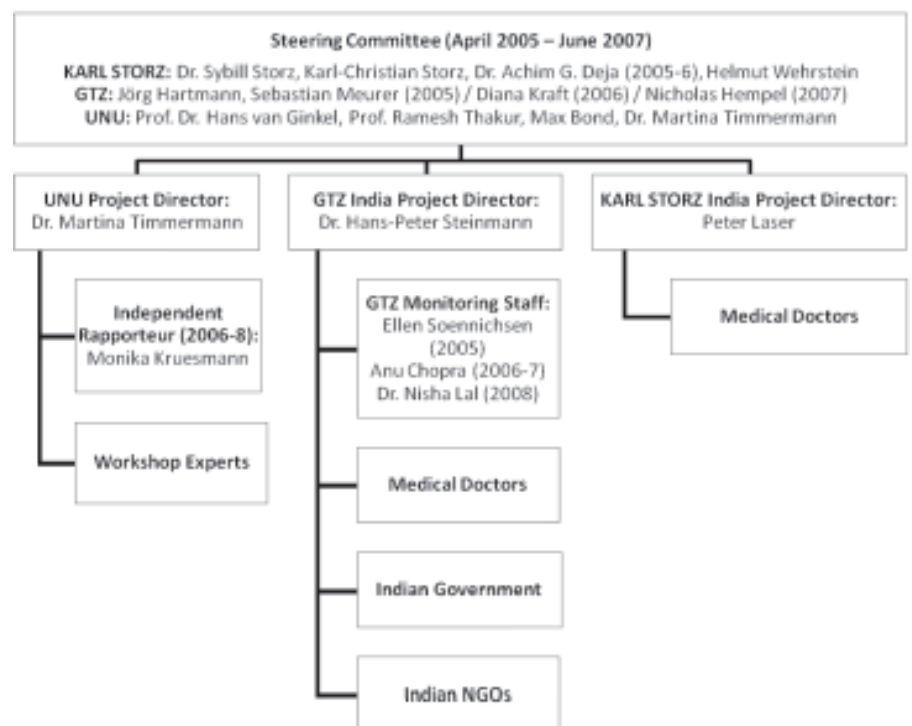 Steering Committee (April 2005 – June 2007)
KARL STORZ: Dr. Sybill Storz, Karl-Christian Storz, Dr. Achim G. Deja (2005-6), Helmut Wehrstein
GTZ: Jörg Hartmann, Sebastian Meurer (2005) / Diana Kraft (2006) / Nicholas Hempel (2007)
UNU: Prof. Dr. Hans van Ginkel, Prof. Ramesh Thakur, Max Bond, Dr. Martina Timmermann
UNU Project Director:
Dr. Martina Timmermann
Independent
Rapporteur (2006-8):
Monika Kruesmann
Workshop Experts
GTZ India Project Director:
Dr. Hans-Peter Steinmann
GTZ Monitoring Staff:
Ellen Soennichsen
(2005)
Anu Chopra (2006-7)
Dr. Nisha Lal (2008)
Medical Doctors
Indian Government
Indian NGOs
KARL STORZ India Project Director:
Peter Laser
Medical Doctors